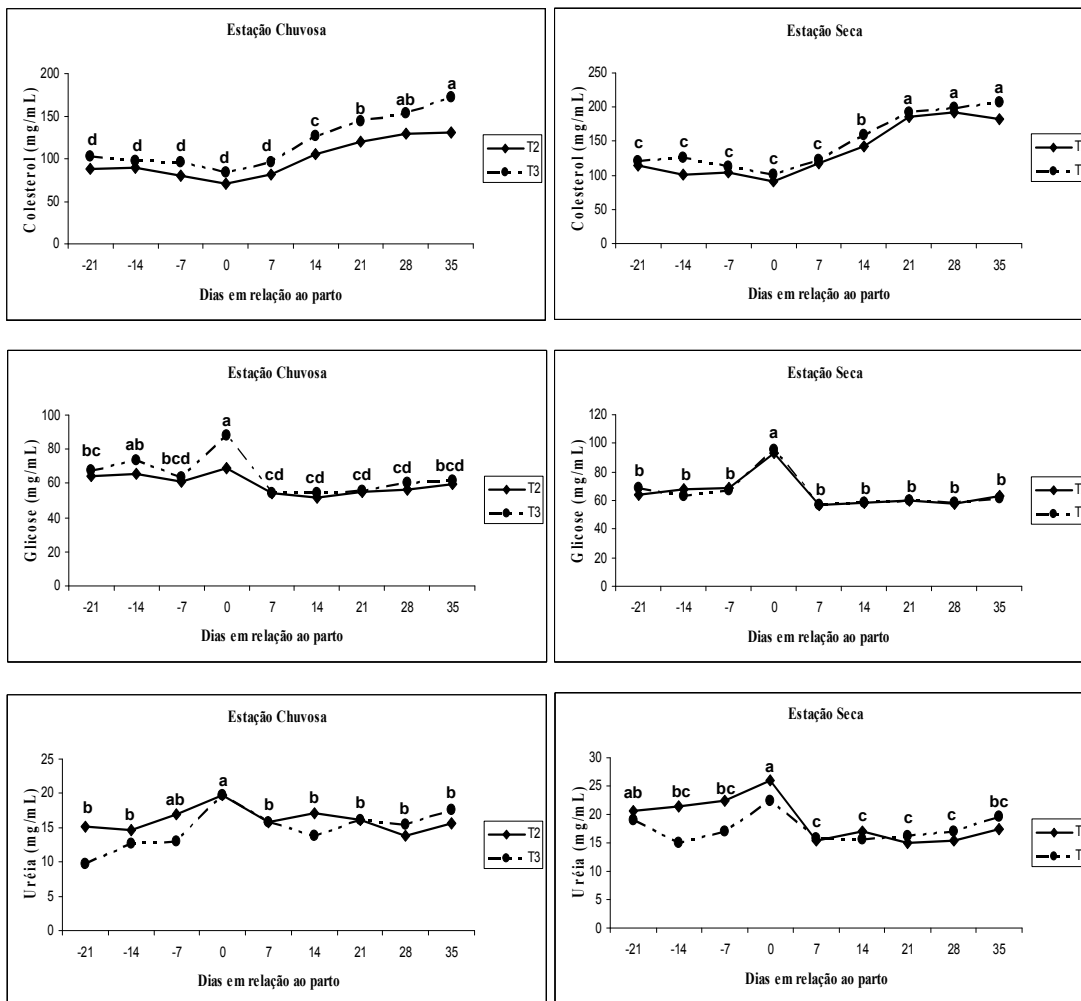 Estação Chuvosa
Colesterol (mg/mL)
200
150
100
50
0
d d d d d c b ab a
-21 -14 -7 0 7 14 21 28 35
Dias em relação ao parto
T2
T3
Estação Seca
Colesterol (mg/mL)
250
200
150
100
50
0
c c c c c b a a a
-21 -14 -7 0 7 14 21 28 35
Dias em relação ao parto
T
T
Estação Chuvosa
Glicose (mg/mL)
100
80
60
40
20
0
bc ab bcd a cd cd cd cd bcd
-21 -14 -7 0 7 14 21 28 35
Dias em relação ao parto
T2
T3
Estação Seca
Glicose (mg/mL)
120
100
80
60
40
20
0
b b b a b b b b b
-21 -14 -7 0 7 14 21 28 35
Dias em relação ao parto
T
T
Estação Chuvosa
Uréia (mg/mL)
25
20
15
10
5
0
b b ab a b b b b b
-21 -14 -7 0 7 14 21 28 35
Dias em relação ao parto
T2
T3
Estação Seca
Uréia (mg/mL)
30
25
20
15
10
5
0
ab bc bc a c c c c bc
-21 -14 -7 0 7 14 21 28 35
Dias em relação ao parto
T
T